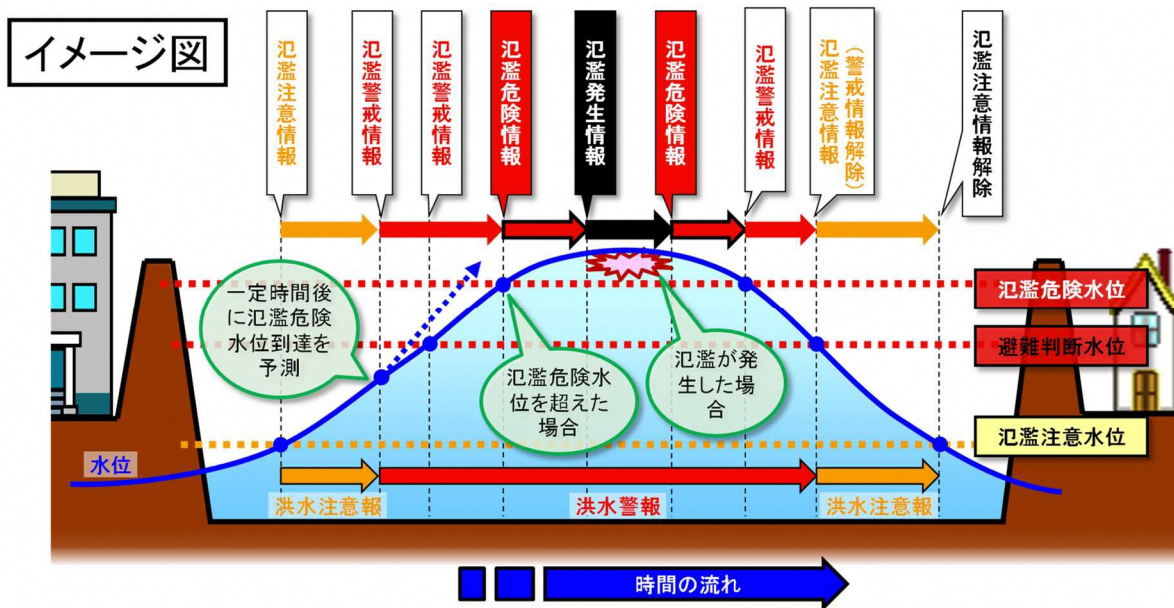 イメージ図
氾濫注意情報
氾濫警戒情報
氾濫警戒情報
氾濫危険情報
氾濫発生情報
氾濫危険情報
氾濫警戒情報
(警戒情報解除)
氾濫注意情報
氾濫注意情報解除
一定時間後
に氾濫危険
水位到達を
予測
氾濫危険水
位を超えた
場合
氾濫が発
生した場
合
氾濫危険水位
避難判断水位
氾濫注意水位
水位
洪水注意報
洪水警報
洪水注意報
時間の流れ